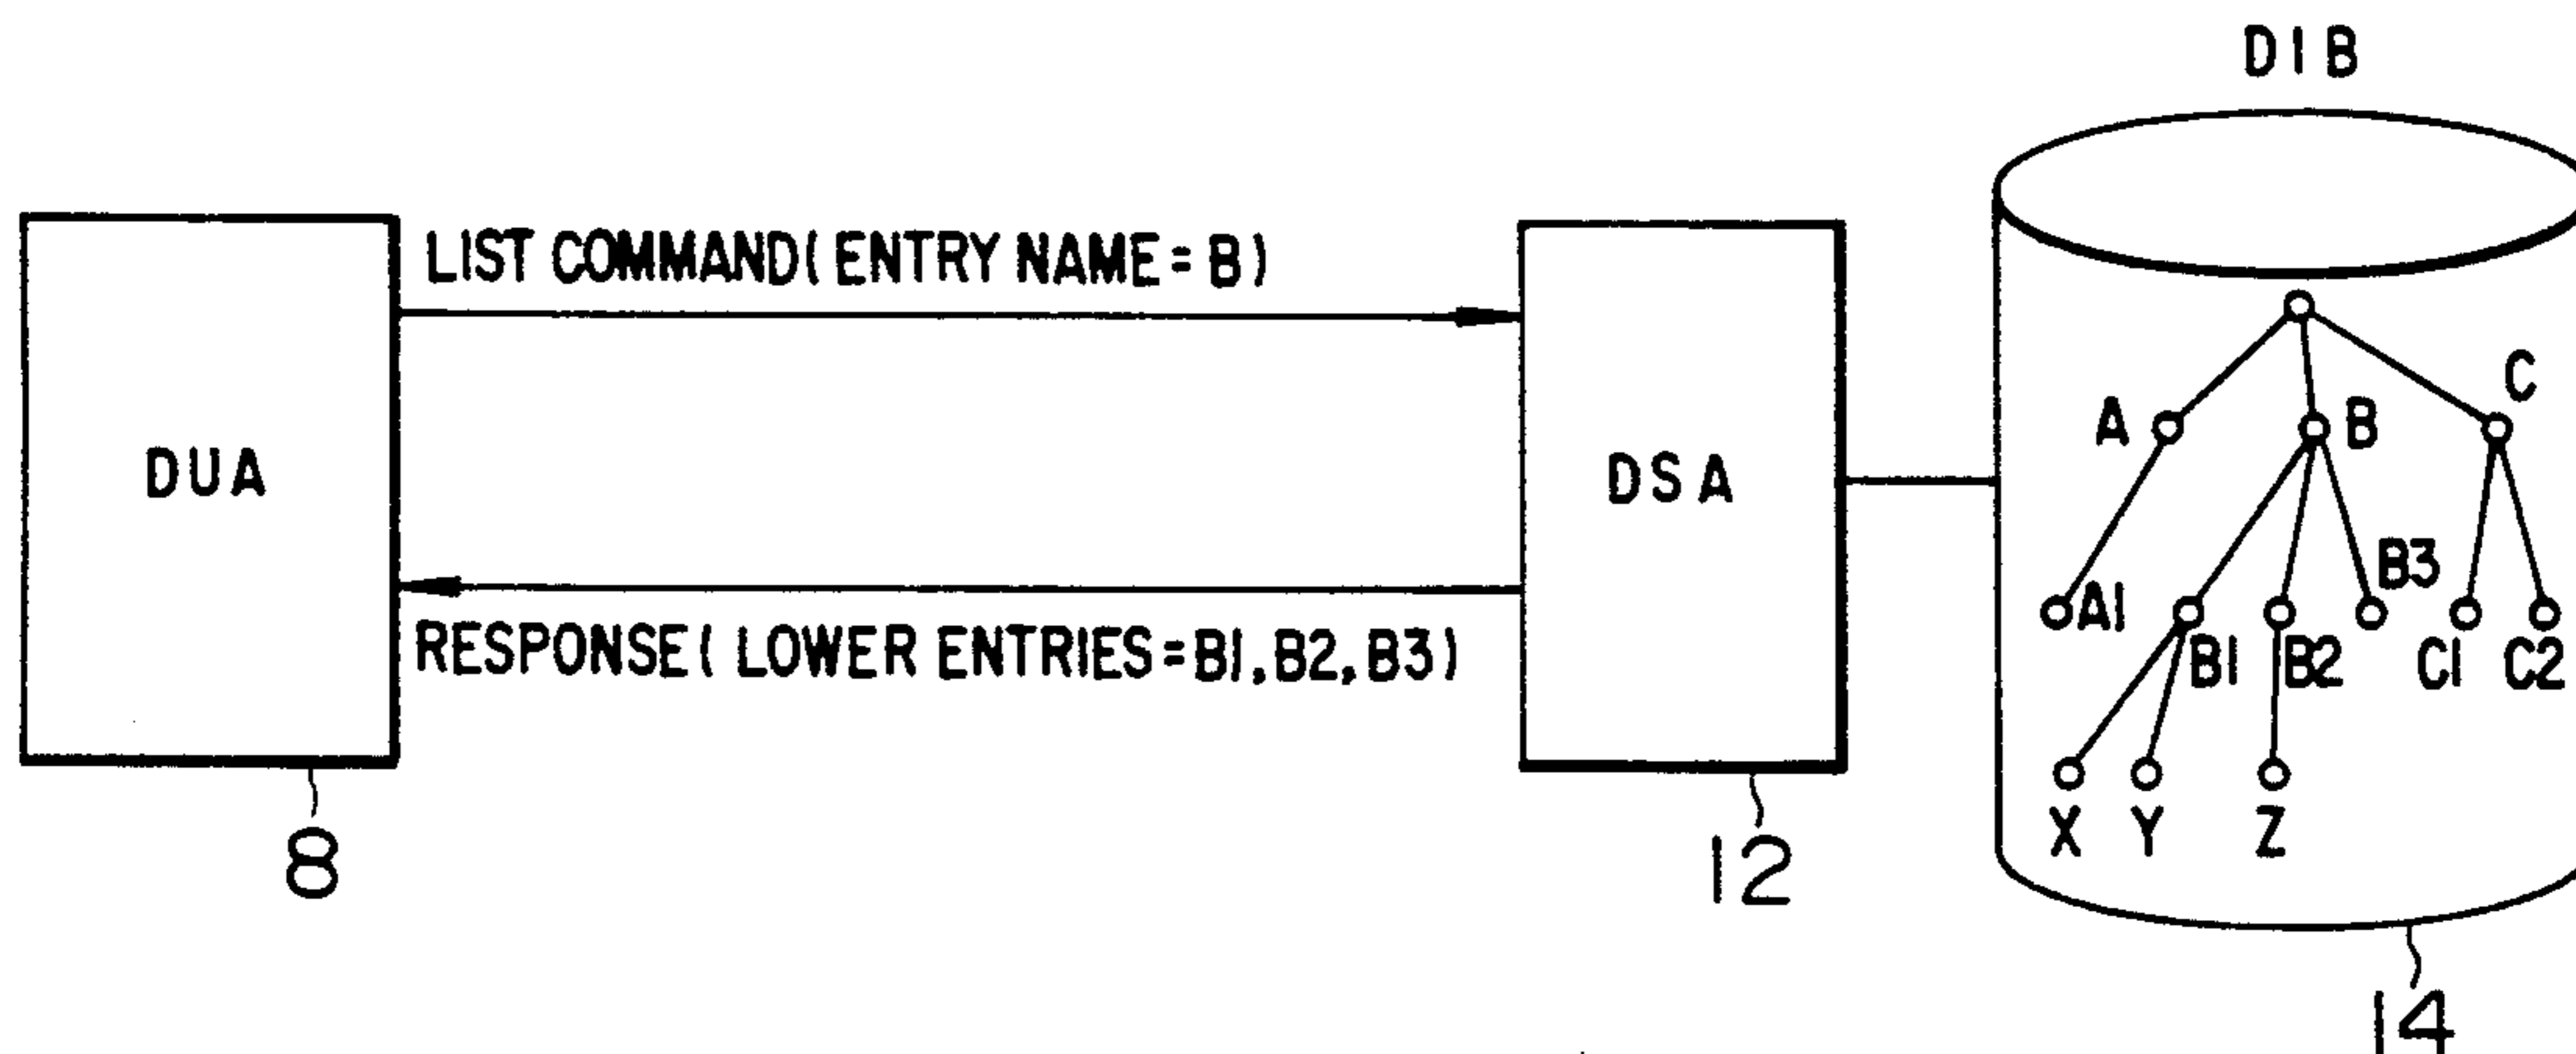 DIB
LIST COMMAND(ENTRY NAME=B)
DUA
DSA
RESPONSE( LOWER ENTRIES=B1,B2,B3)
A
B
C
A1
B1
B2
B3
C1
C2
X
Y
Z
8
12
14